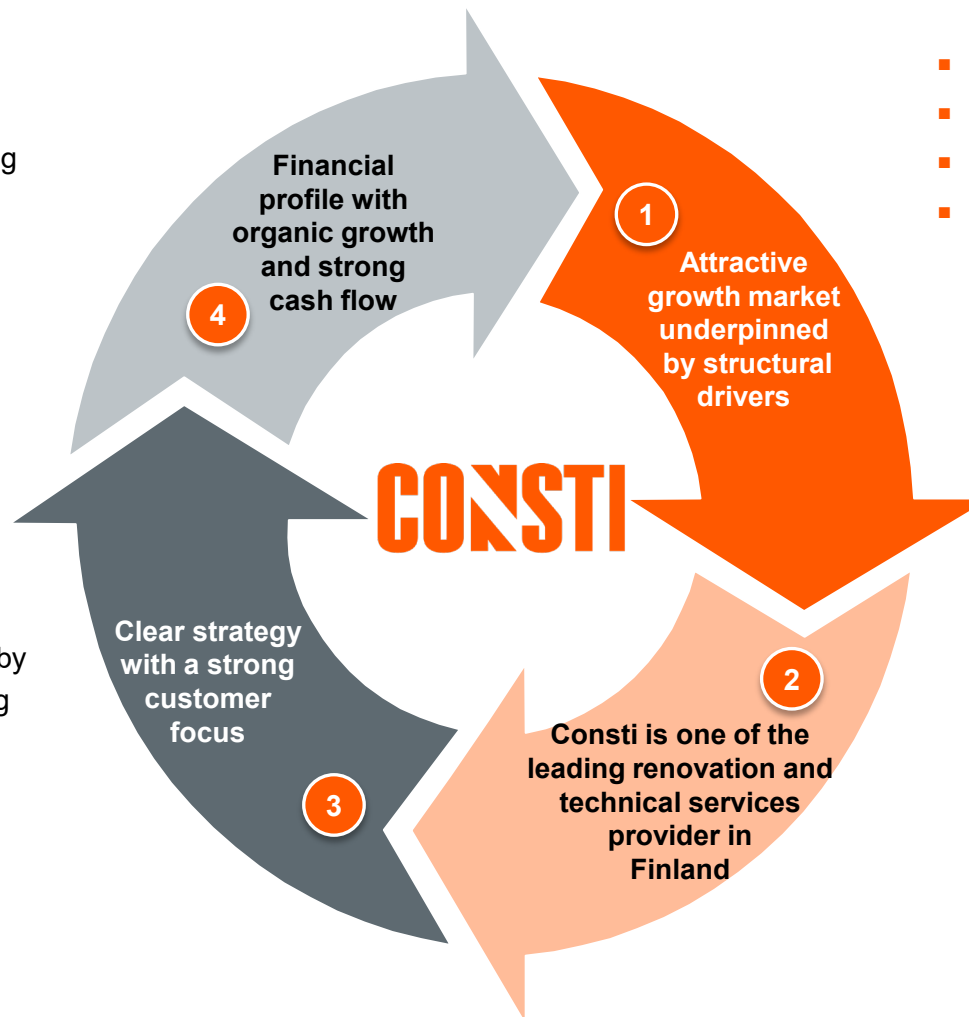 Financial
profile with
organic growth
and strong
cash flow
4
1
Attractive
growth market
underpinned
by structural
drivers
CONSTI
Clear strategy
with a strong
customer
focus
3
2
Consti is one of the
leading renovation and
technical services
provider in
Finland
by